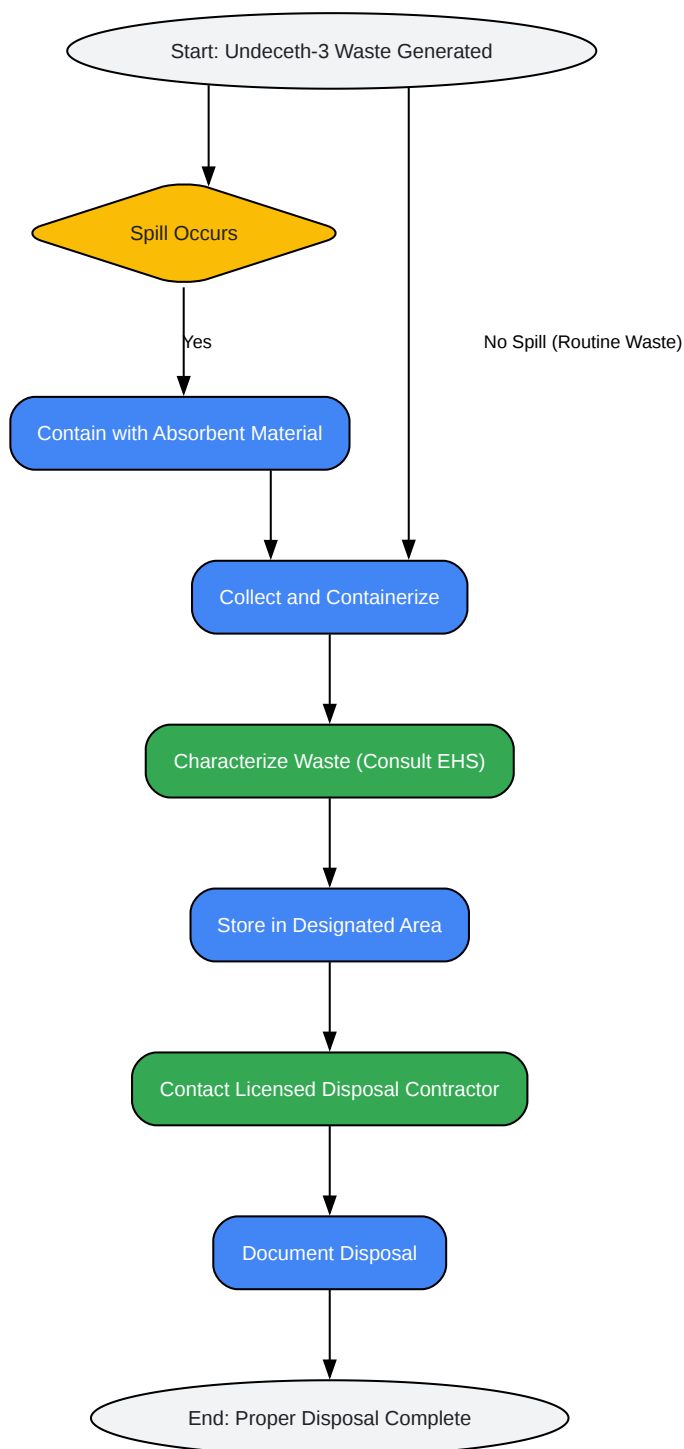 Start: Undeceth-3 Waste Generated
Spill Occurs
Yes
No Spill (Routine Waste)
Contain with Absorbent Material
Collect and Containerize
Characterize Waste (Consult EHS)
Store in Designated Area
Contact Licensed Disposal Contractor
Document Disposal
End: Proper Disposal Complete